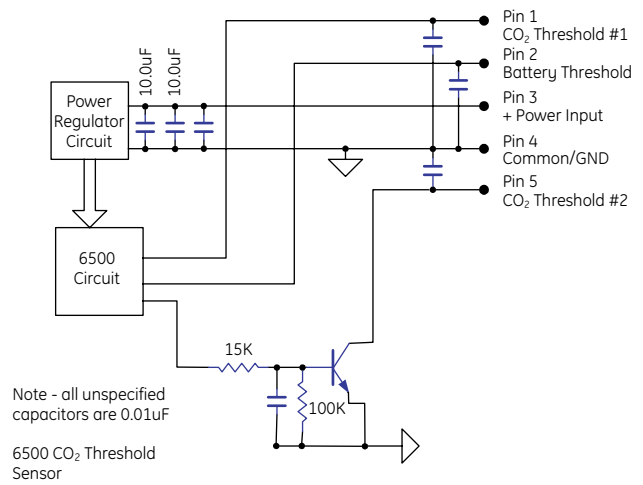 Pin 1
CO₂ Threshold #1
Pin 2
Battery Threshold
Pin 3
+ Power Input
Pin 4
Common/GND
Pin 5
CO₂ Threshold #2
10.0uF
10.0uF
Power
Regulator
Circuit
6500
Circuit
15K
100K
Note - all unspecified
capacitors are 0.01uF
6500 CO₂ Threshold
Sensor